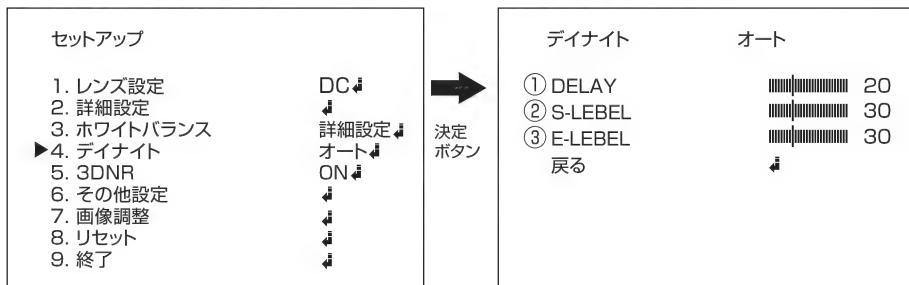 セットアップ
1. レンズ設定 DC
2. 詳細設定
3. ホワイトバランス 詳細設定
4. デイナイト オート
5. 3DNR ON
6. その他設定
7. 画像調整
8. リセット
9. 終了
決定
ボタン
デイナイト オート
① DELAY 20
② S-LEBEL 30
③ E-LEBEL 30
戻る